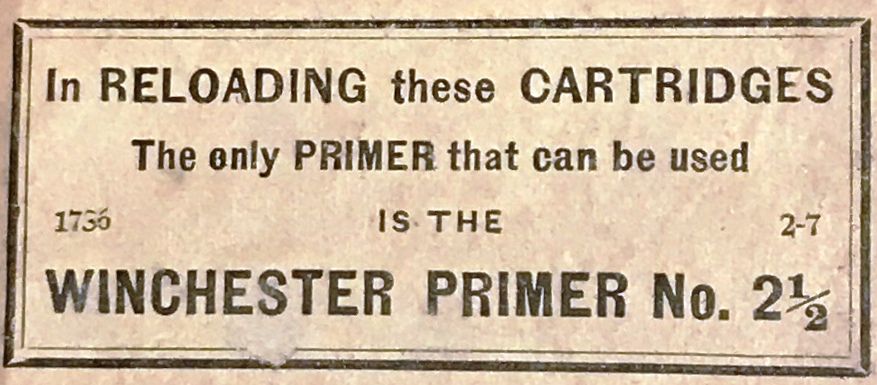 In RELOADING these CARTRIDGES
The only PRIMER that can be used
1736 IS THE 2-7
WINCHESTER PRIMER No. 2½